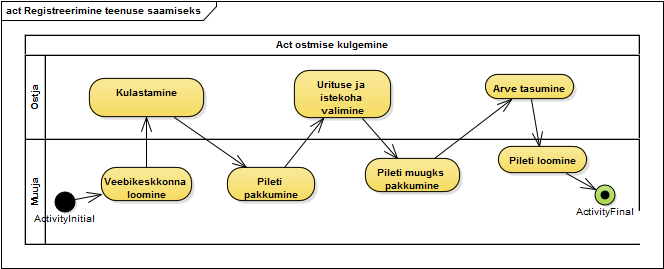 act Registreerimine teenuse saamiseks
Act ostmise kulgemine
Ostja
Kulastamine
Urituse ja
istekoha
valimine
Arve tasumine
Muuja
ActivityInitial
Veebikeskkonna
loomine
Pileti
pakkumine
Pileti muugks
pakkumine
Pileti loomine
ActivityFinal